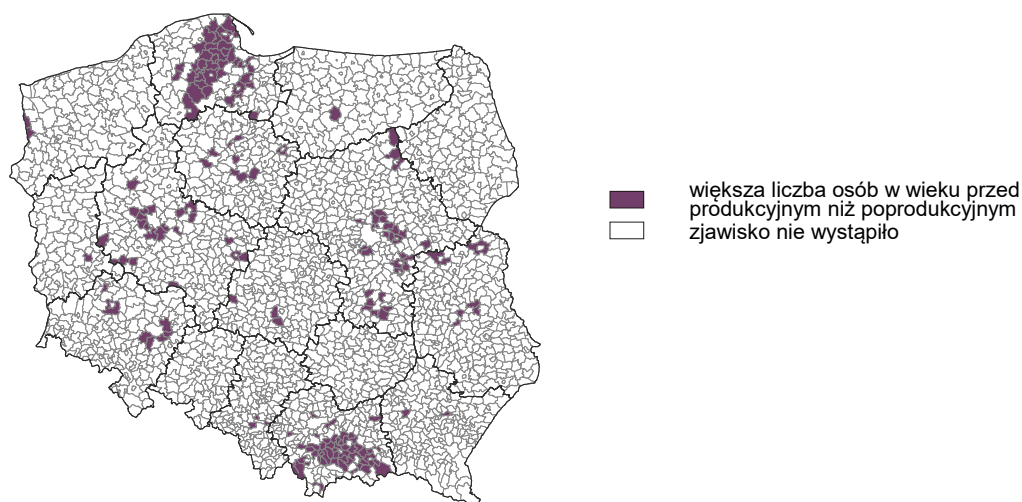 większa liczba osób w wieku przed
produkcyjnym niż poprodukcyjnym
zjawisko nie wystąpiło